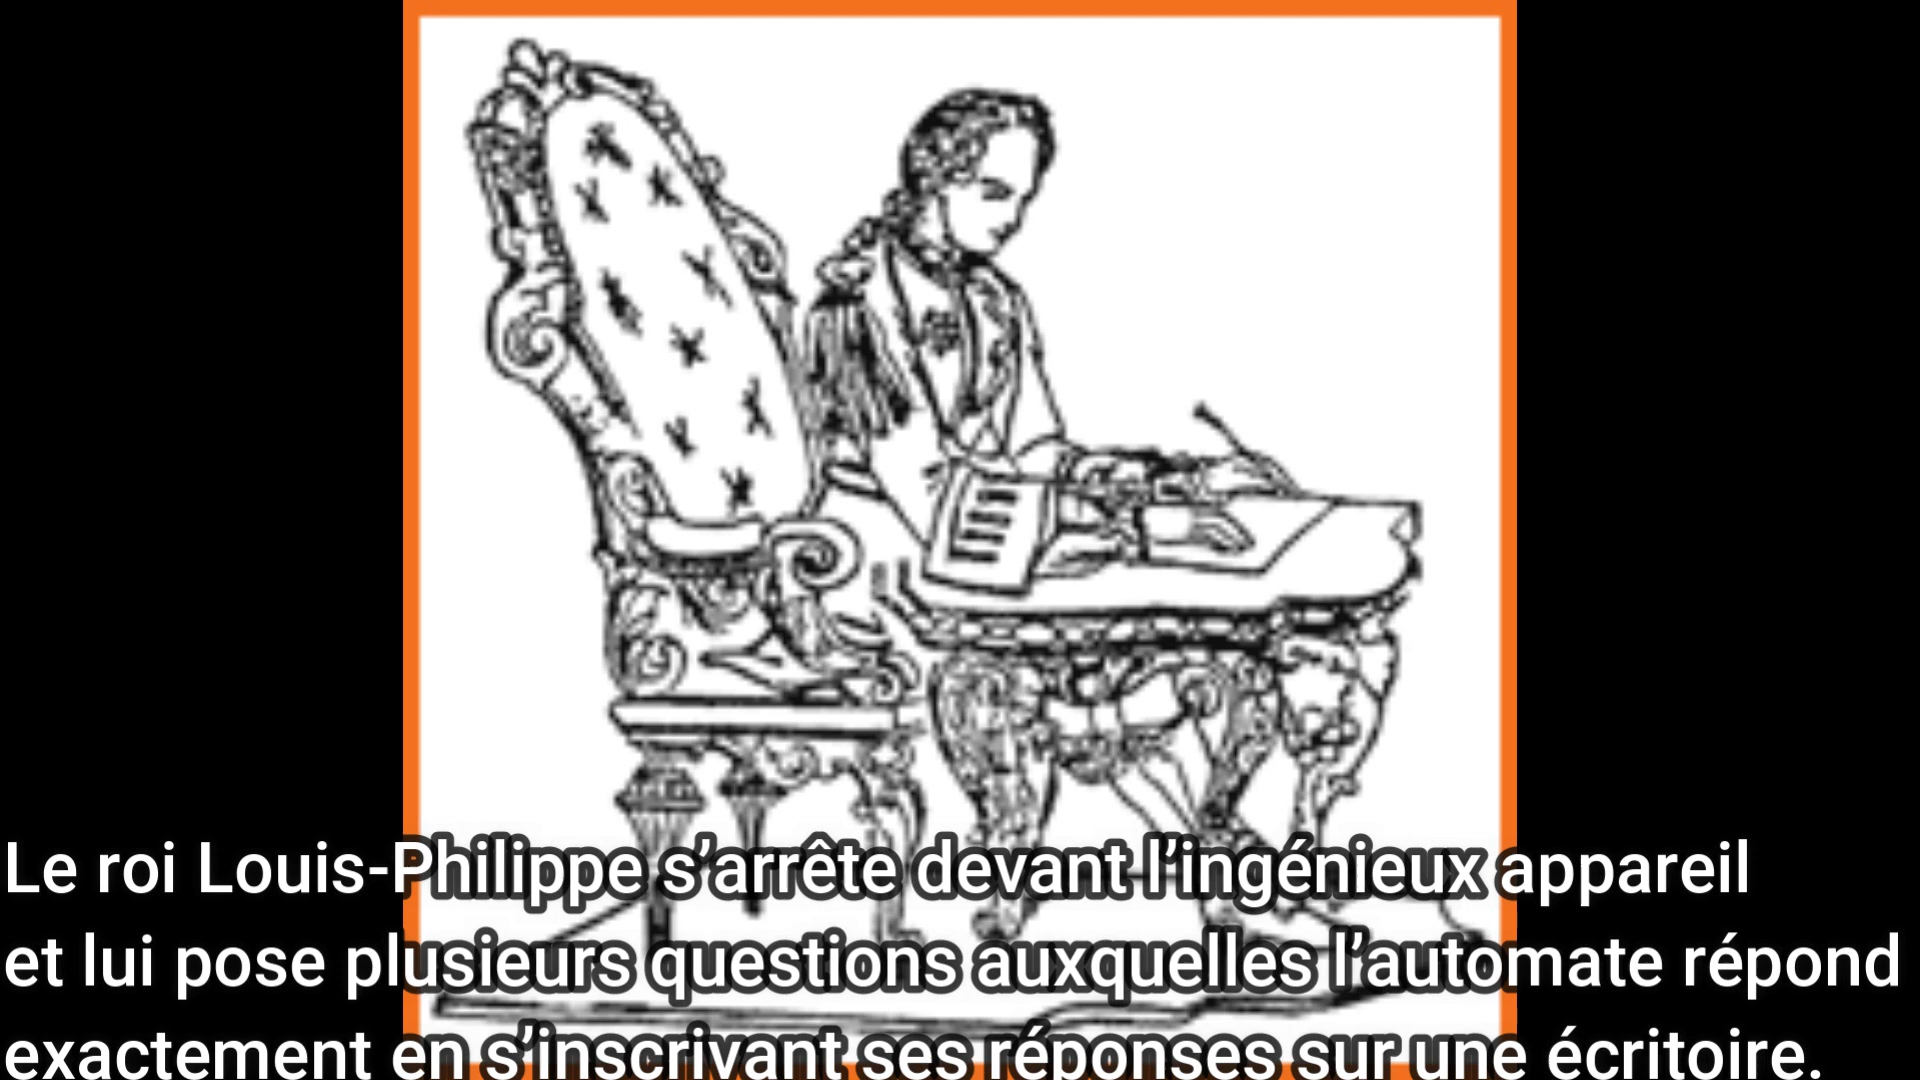 Le roi Louis-Philippe s’arrête devant l’ingénieux appareil
et lui pose plusieurs questions auxquelles l’automate répond
exactement en s’inscrivant ses réponses sur une écritoire.